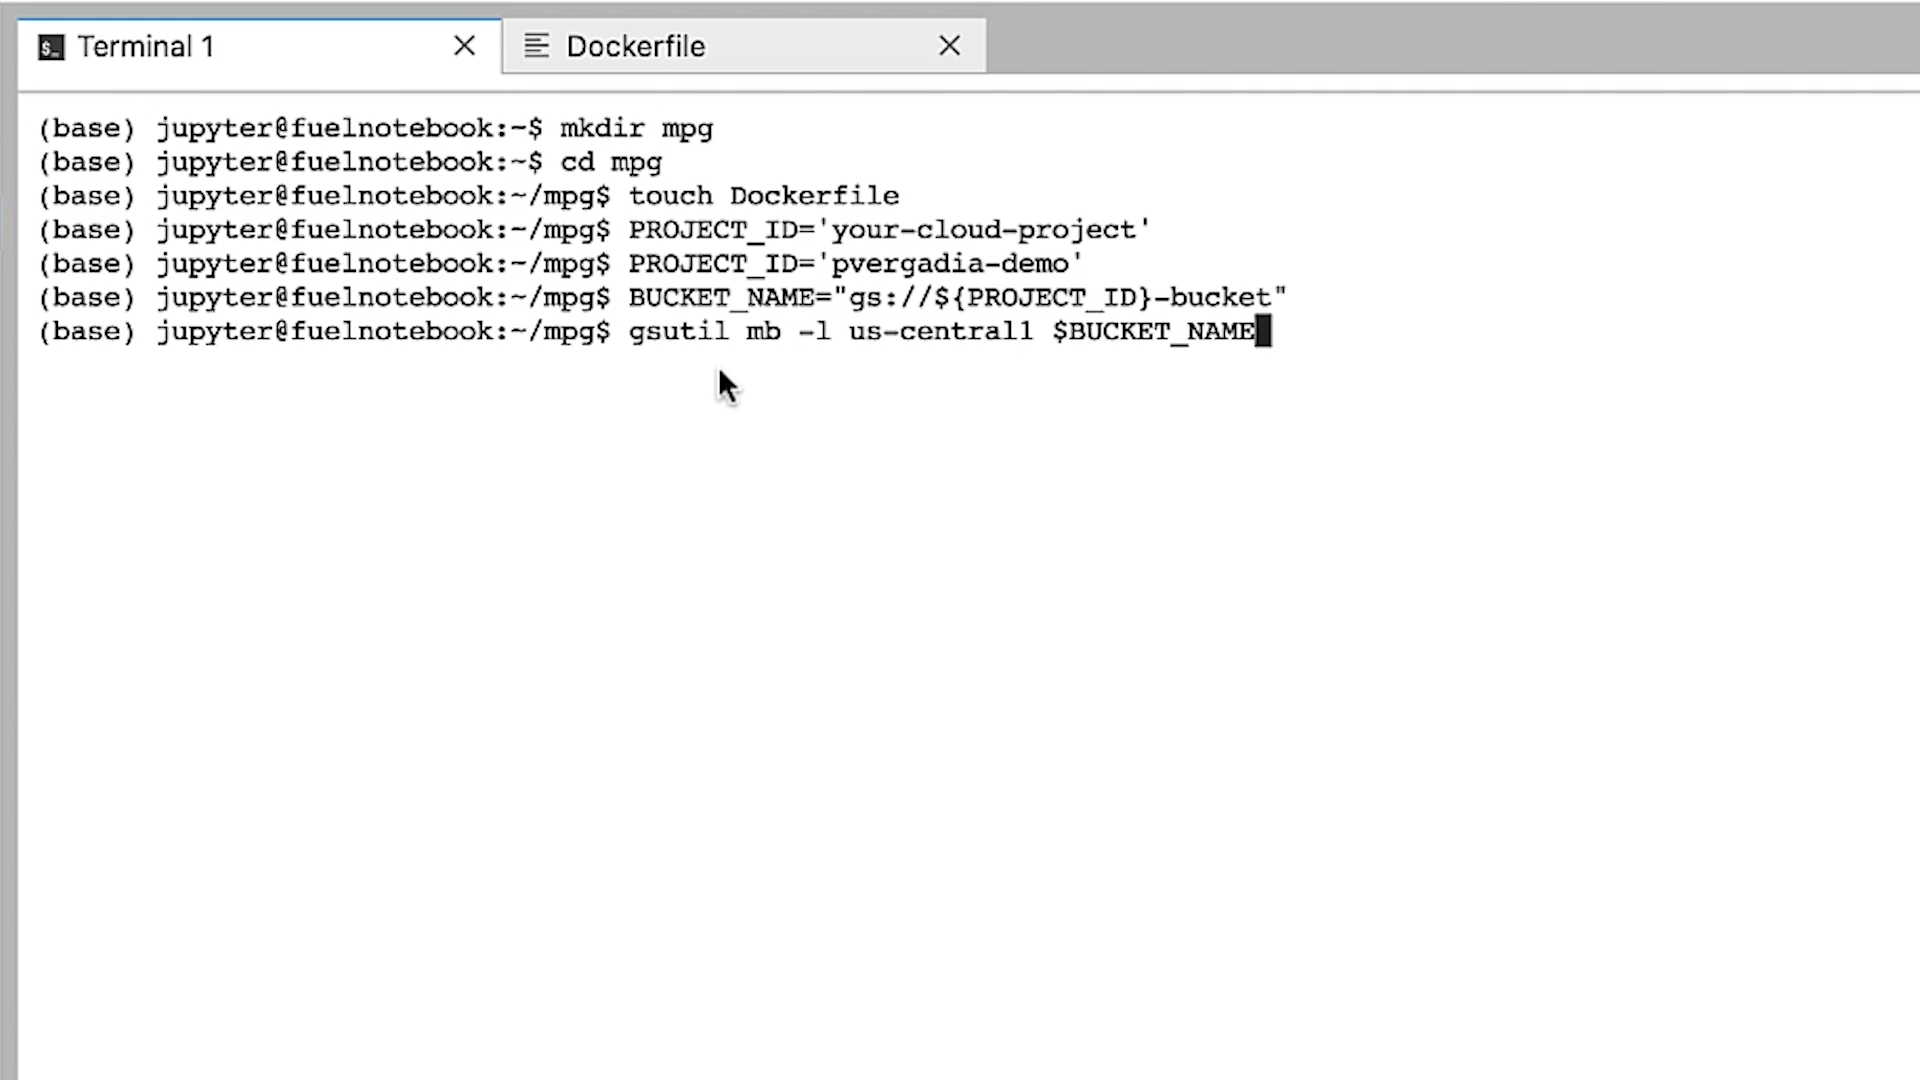 Terminal 1
Dockerfile
(base) jupyter@fuelnotebook:~$ mkdir mpg
(base) jupyter@fuelnotebook:~$ cd mpg
(base) jupyter@fuelnotebook:~/mpg$ touch Dockerfile
(base) jupyter@fuelnotebook:~/mpg$ PROJECT_ID='your-cloud-project'
(base) jupyter@fuelnotebook:~/mpg$ PROJECT_ID='pvergadia-demo'
(base) jupyter@fuelnotebook:~/mpg$ BUCKET_NAME="gs://${PROJECT_ID}-bucket"
(base) jupyter@fuelnotebook:~/mpg$ gsutil mb -l us-central1 $BUCKET_NAME